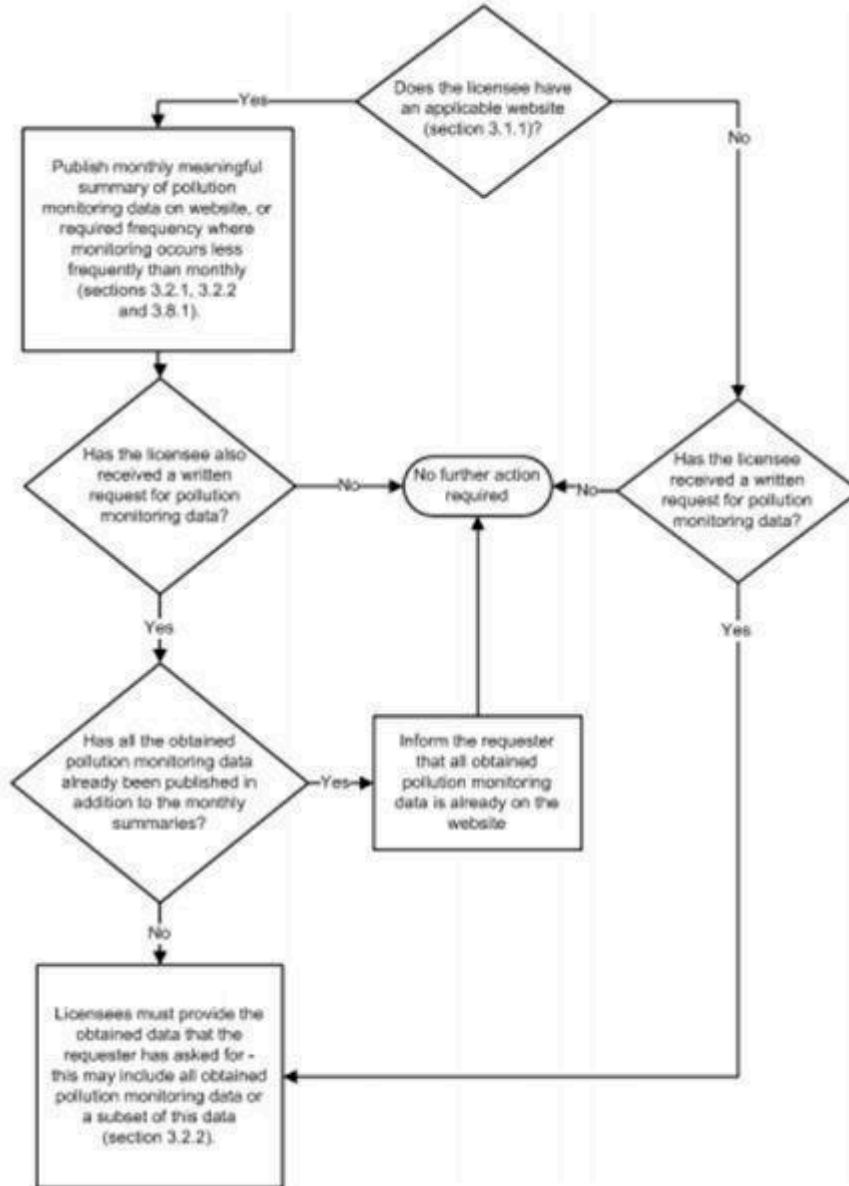 Does the licensee have
an applicable website
(section 3.1.1)?
Yes
No
Publish monthly meaningful
summary of pollution
monitoring data on website, or
required frequency where
monitoring occurs less
frequently than monthly
(sections 3.2.1, 3.2.2
and 3.8.1).
Has the licensee also
received a written
request for pollution
monitoring data?
No
No further action
required
No
Has the licensee
received a written
request for pollution
monitoring data?
Yes
Yes
Has all the obtained
pollution monitoring data
already been published in
addition to the monthly
summaries?
Yes
Inform the requester
that all obtained
pollution monitoring
data is already on the
website
No
Licensees must provide the
obtained data that the
requester has asked for -
this may include all obtained
pollution monitoring data or
a subset of this data
(section 3.2.2).